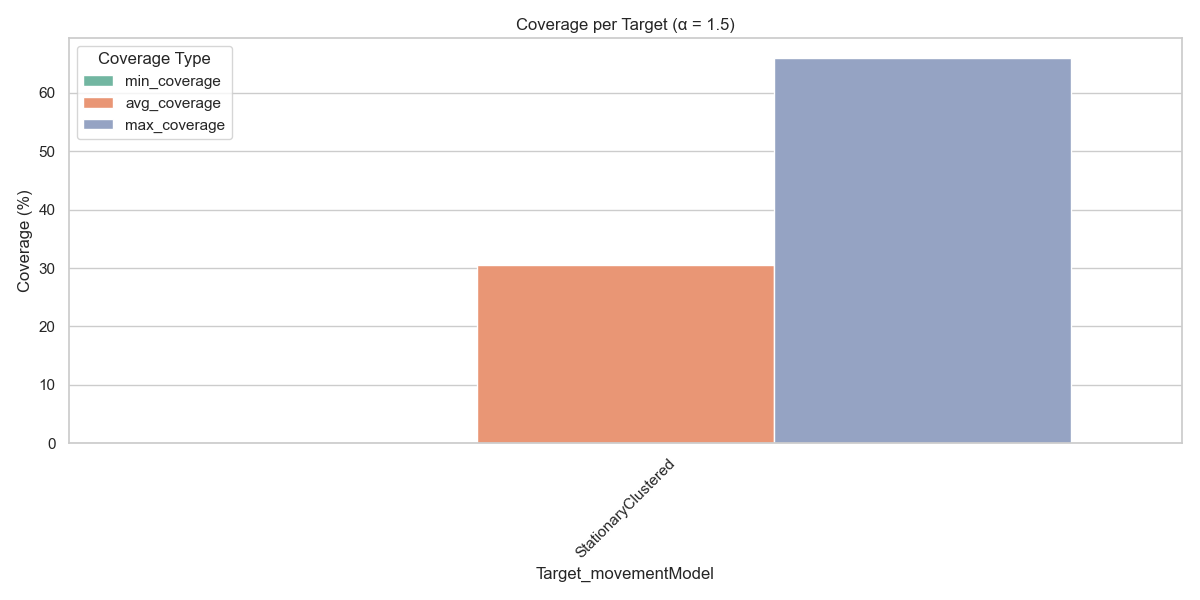 Coverage per Target (α = 1.5)
Coverage Type
min_coverage
avg_coverage
max_coverage
Coverage (%)
60
50
40
30
20
10
0
StationaryClustered
Target_movementModel